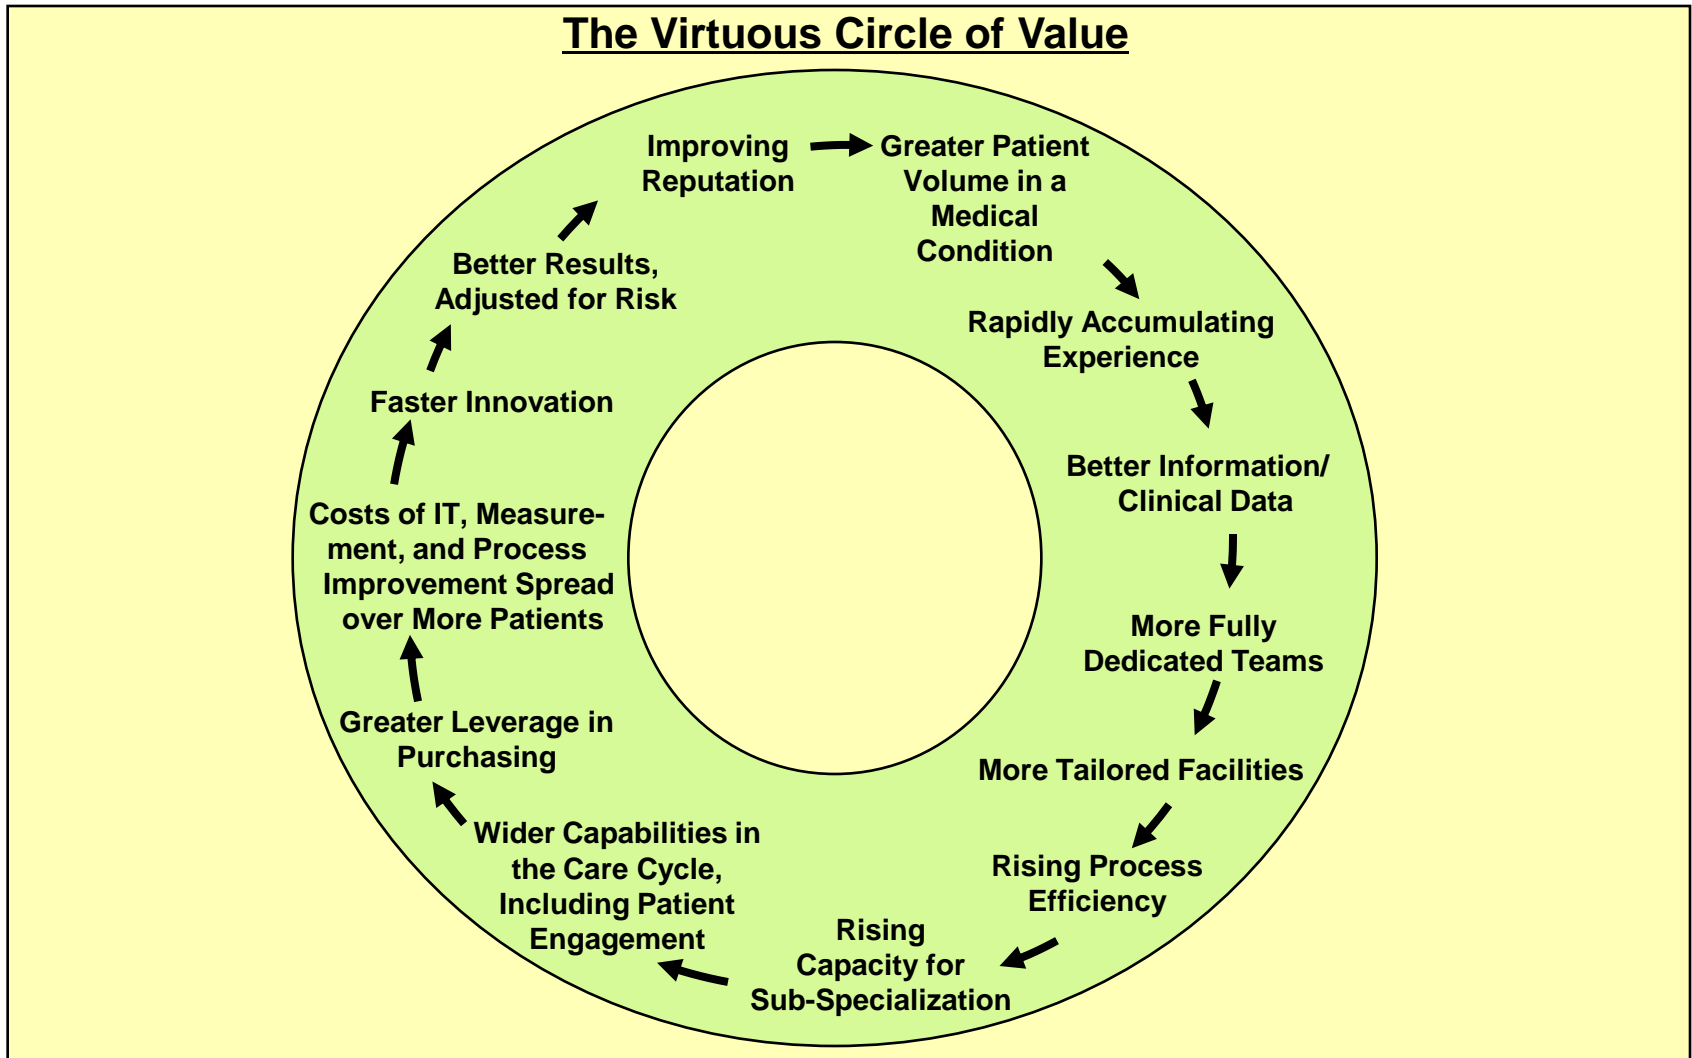 The Virtuous Circle of Value
Improving
Reputation
Greater Patient
Volume in a
Medical
Condition
Rapidly Accumulating
Experience
Better Information/
Clinical Data
More Fully
Dedicated Teams
More Tailored Facilities
Rising Process
Efficiency
Rising
Capacity for
Sub-Specialization
Wider Capabilities in
the Care Cycle,
Including Patient
Engagement
Greater Leverage in
Purchasing
Costs of IT, Measure-
ment, and Process
Improvement Spread
over More Patients
Faster Innovation
Better Results,
Adjusted for Risk